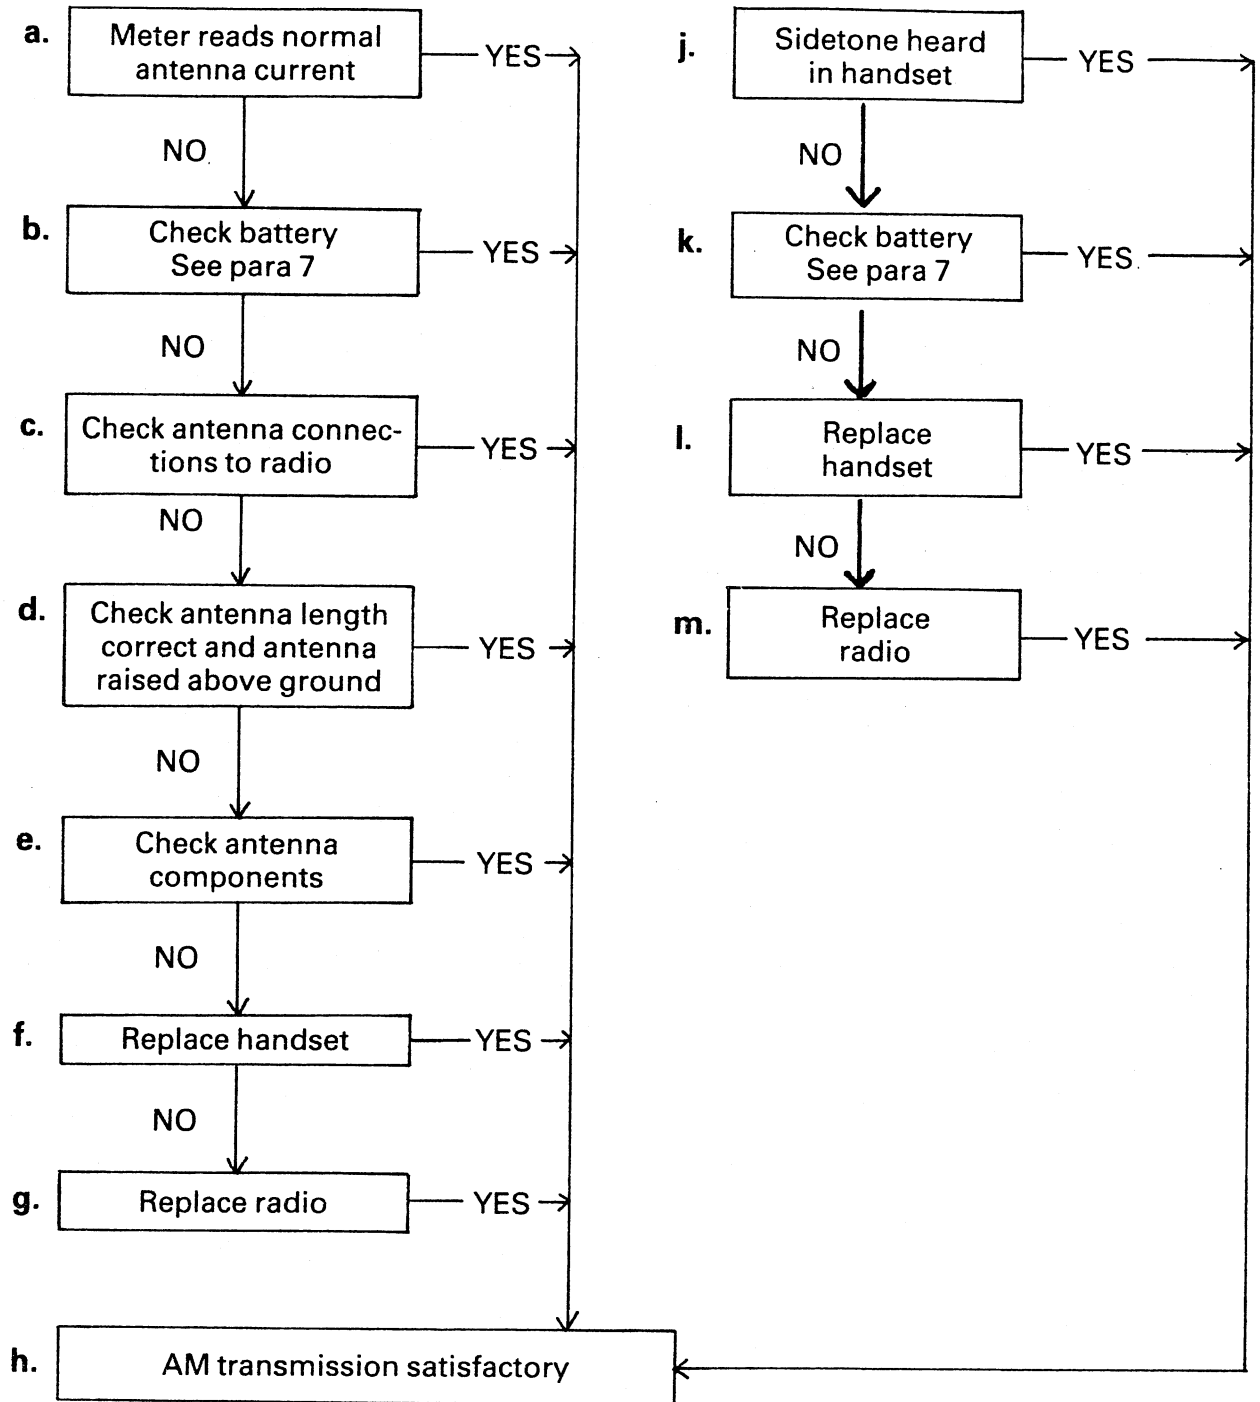 a.
Meter reads normal
antenna current
YES
NO
b.
Check battery
See para 7
YES
NO
c.
Check antenna connec-
tions to radio
YES
NO
d.
Check antenna length
correct and antenna
raised above ground
YES
NO
e.
Check antenna
components
YES
NO
f.
Replace handset
YES
NO
g.
Replace radio
YES
h.
AM transmission satisfactory
j.
Sidetone heard
in handset
YES
NO
k.
Check battery
See para 7
YES
NO
l.
Replace
handset
YES
NO
m.
Replace
radio
YES